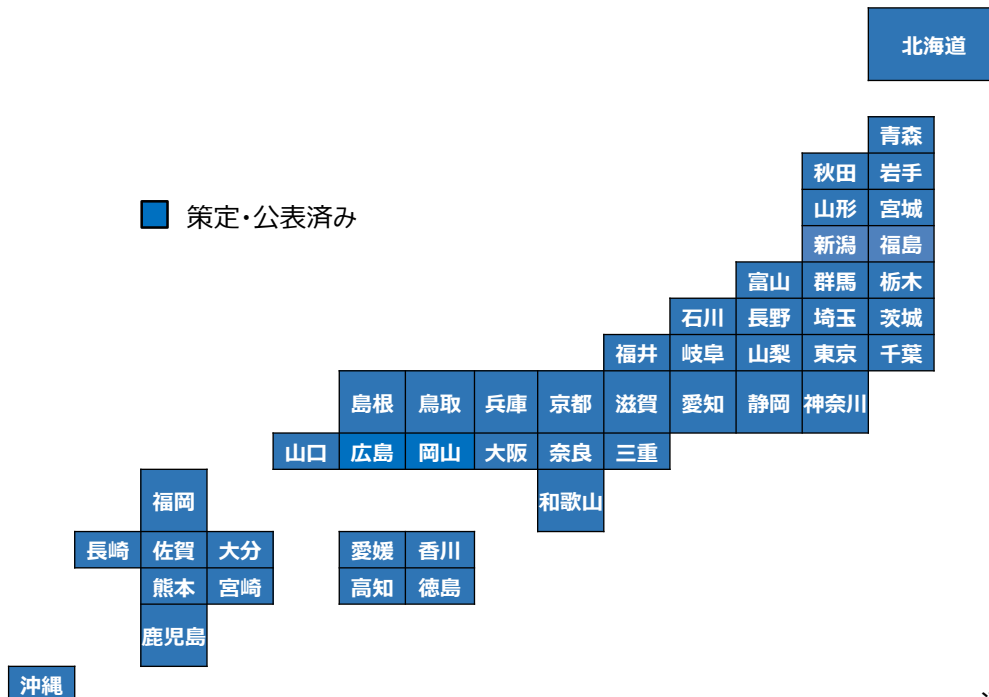 北海道
青森
秋田 岩手
策定・公表済み
山形 宮城
新潟 福島
富山 群馬 栃木
石川 長野 埼玉 茨城
福井 岐阜 山梨 東京 千葉
島根 鳥取 兵庫 京都 滋賀 愛知 静岡 神奈川
山口 広島 岡山 大阪 奈良 三重
福岡 和歌山
長崎 佐賀 大分 愛媛 香川
熊本 宮崎 高知 徳島
鹿児島
沖縄